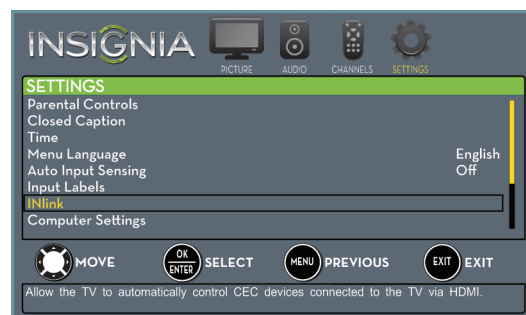 INSIGNIA
PICTURE AUDIO CHANNELS SETTINGS
SETTINGS
Parental Controls
Closed Caption
Time
Menu Language English
Auto Input Sensing Off
Input Labels
INlink
Computer Settings
MOVE OK ENTER SELECT MENU PREVIOUS EXIT EXIT
Allow the TV to automatically control CEC devices connected to the TV via HDMI.